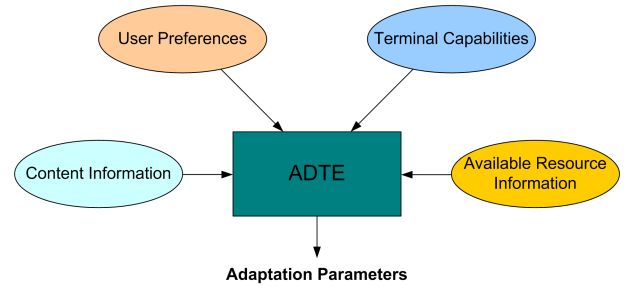 User Preferences
Terminal Capabilities
Content Information
ADTE
Available Resource
Information
Adaptation Parameters